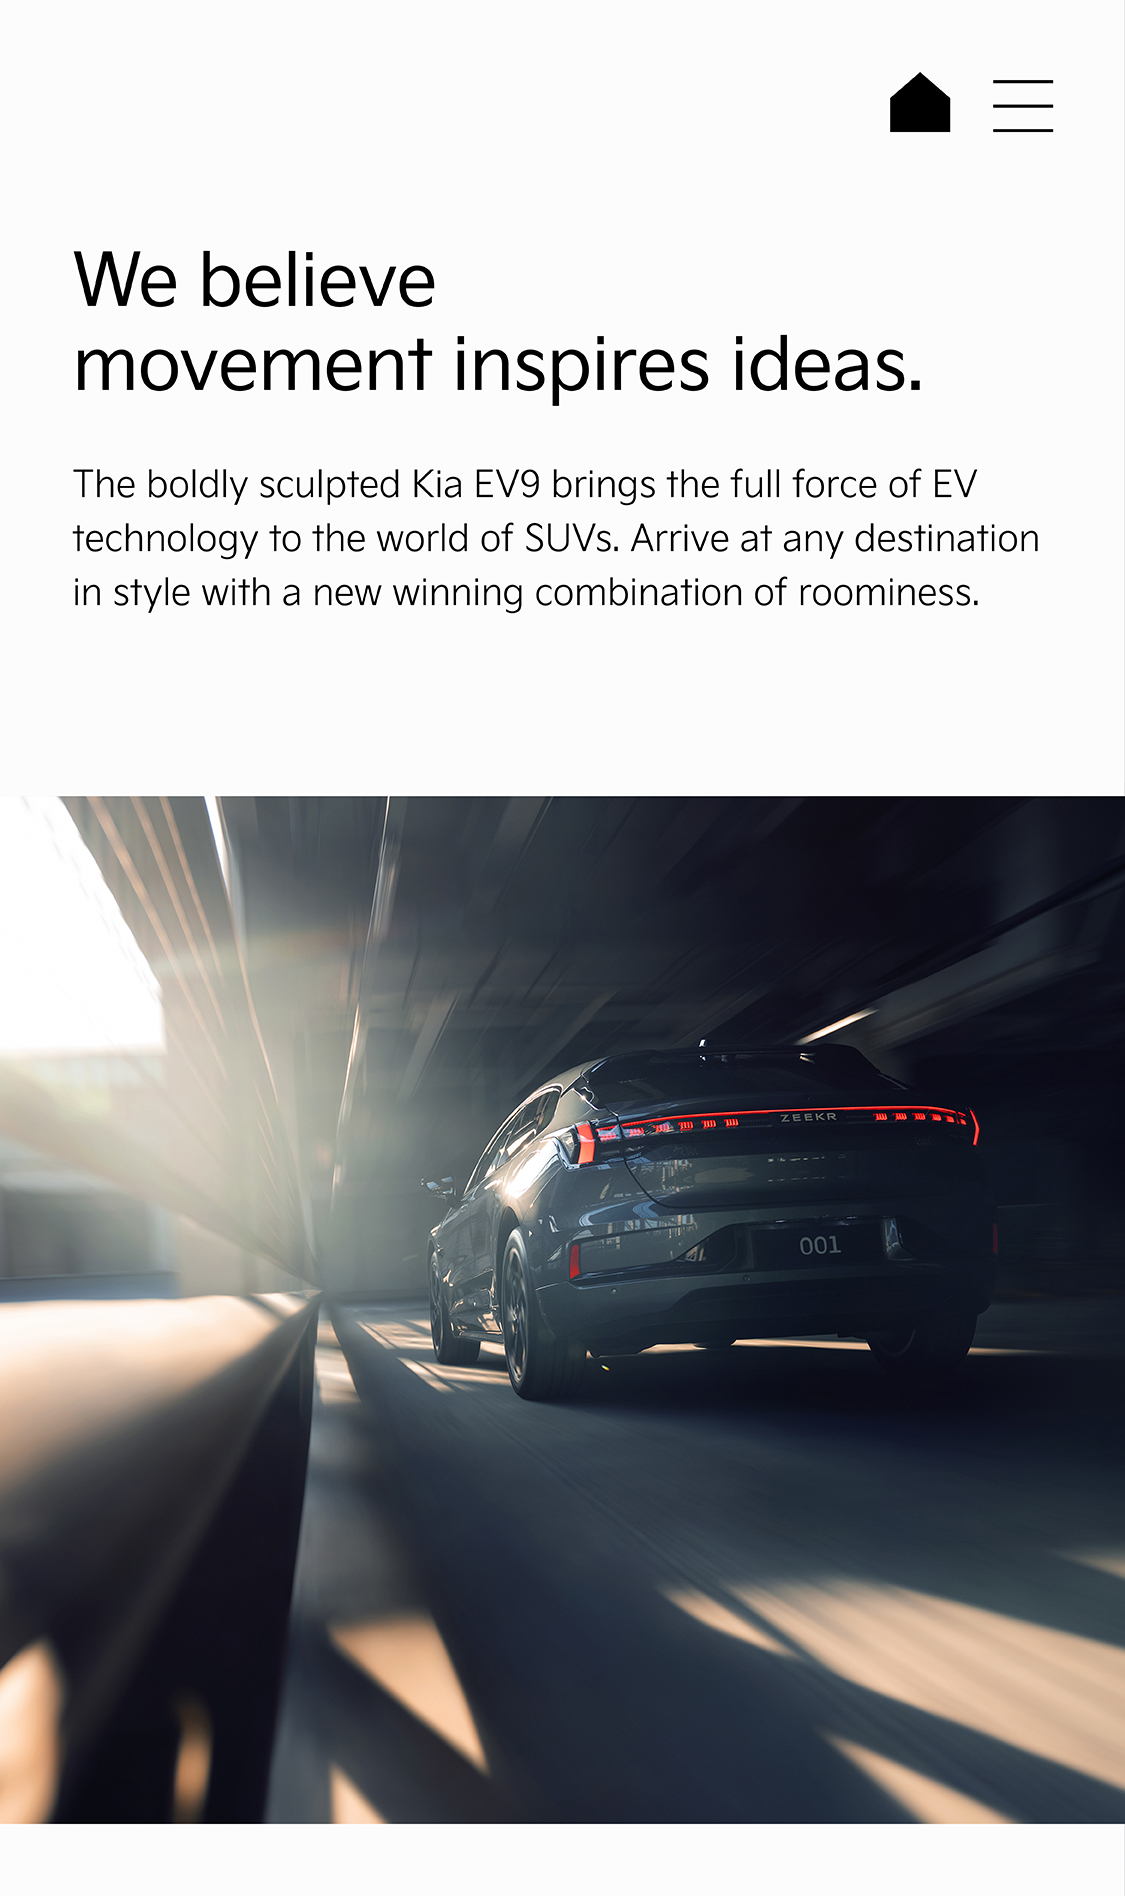 We believe
movement inspires ideas.
The boldly sculpted Kia EV9 brings the full force of EV
technology to the world of SUVs. Arrive at any destination
in style with a new winning combination of roominess.
ZEEKR
001